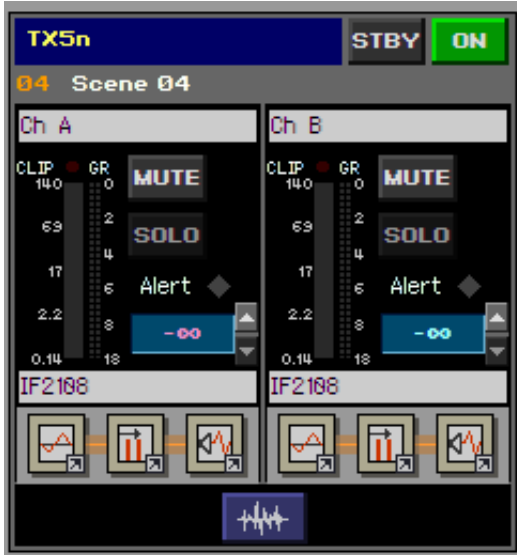 TX5n STBY ON
04 Scene 04
Ch A Ch B
CLIP GR CLIP GR
140 0 MUTE 140 0 MUTE
69 2 SOLO 69 2 SOLO
4 4
17 6 Alert 17 6 Alert
2.2 8 -∞ 2.2 8 -∞
0.14 18 0.14 18
IF2108 IF2108